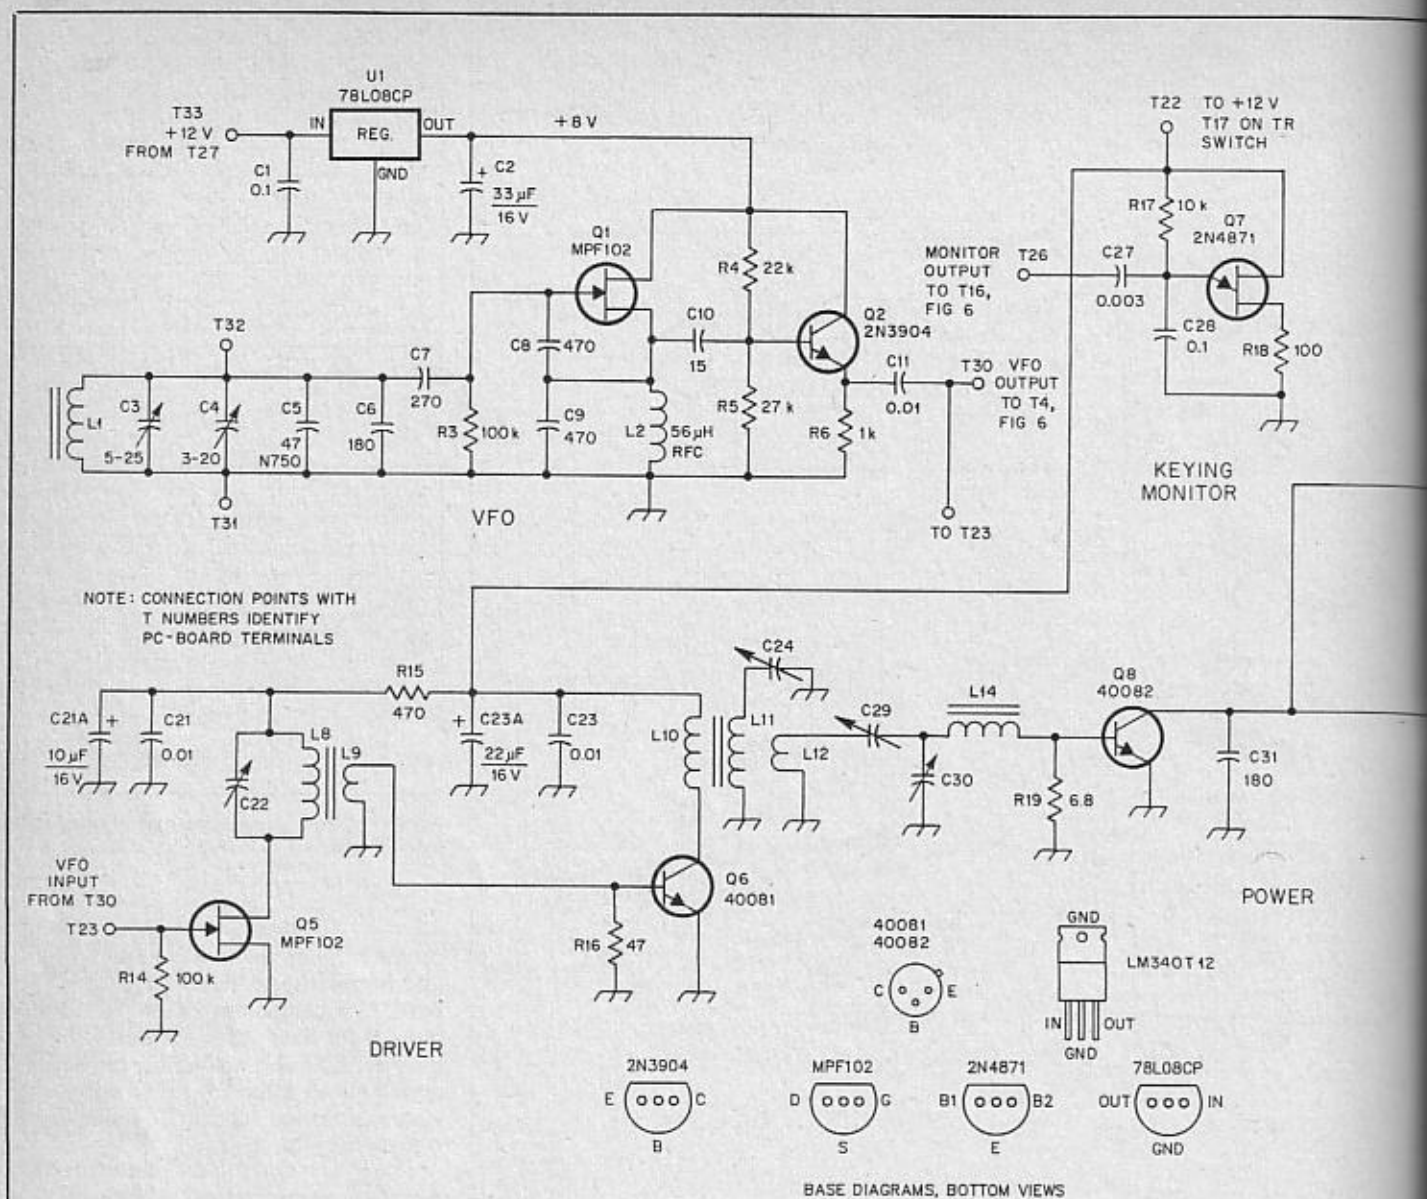 U1
78L08CP
T33
+12 V
FROM T27
IN
REG.
OUT
GND
+8 V
C1
0.1
+ C2
33 µF
16 V
Q1
MPF102
R4
22k
T32
C8
470
C10
15
Q2
2N3904
C7
270
C11
0.01
T30 VFO
OUTPUT
TO T4,
FIG 6
L1
C3
5-25
C4
3-20
C5
47
N750
C6
180
R3
100 k
C9
470
L2
56 µH
RFC
R5
27 k
R6
1k
T31
VFO
TO T23
MONITOR
OUTPUT
TO T16,
FIG 6
T26
T22 TO +12 V
T17 ON TR
SWITCH
R17
10 k
Q7
2N4871
C27
0.003
C28
0.1
R18
100
KEYING
MONITOR
NOTE: CONNECTION POINTS WITH
T NUMBERS IDENTIFY
PC-BOARD TERMINALS
R15
470
C21A
+
10 µF
16 V
C21
0.01
C22
L8
L9
+
C23A
22 µF
16 V
C23
0.01
L10
L11
L12
C24
C29
C30
L14
Q8
40082
R19
6.8
C31
180
POWER
VFO
INPUT
FROM T30
T23
R14
100 k
Q5
MPF102
R16
47
Q6
40081
DRIVER
40081
40082
C
E
B
GND
LM340T12
IN
OUT
GND
2N3904
E
C
B
MPF102
D
G
S
2N4871
B1
B2
E
78L08CP
OUT
IN
GND
BASE DIAGRAMS, BOTTOM VIEWS